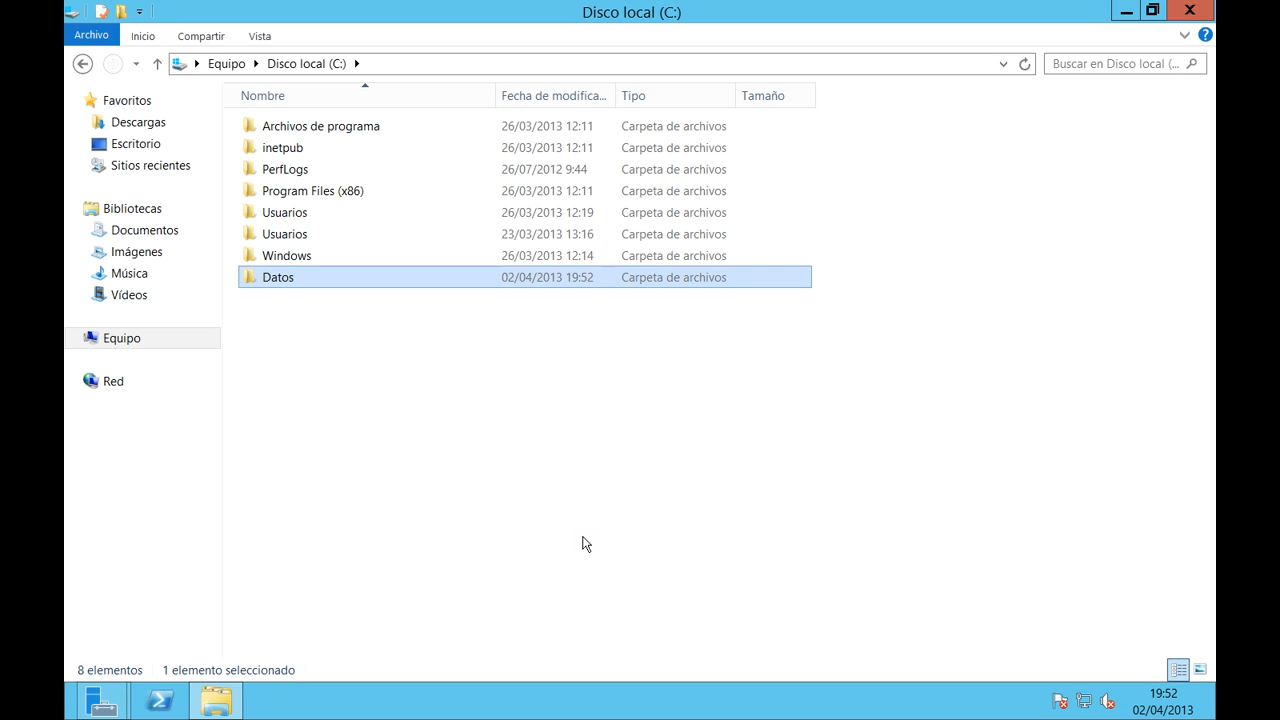 Disco local (C:)
Archivo Inicio Compartir Vista
Equipo Disco local (C:) Buscar en Disco local (...
Nombre Fecha de modifica... Tipo Tamaño
Favoritos
Descargas
Escritorio
Sitios recientes
Bibliotecas
Documentos
Imágenes
Música
Vídeos
Equipo
Red
Archivos de programa 26/03/2013 12:11 Carpeta de archivos
inetpub 26/03/2013 12:11 Carpeta de archivos
PerfLogs 26/07/2012 9:44 Carpeta de archivos
Program Files (x86) 26/03/2013 12:11 Carpeta de archivos
Usuarios 26/03/2013 12:19 Carpeta de archivos
Usuarios 23/03/2013 13:16 Carpeta de archivos
Windows 26/03/2013 12:14 Carpeta de archivos
Datos 02/04/2013 19:52 Carpeta de archivos
8 elementos 1 elemento seleccionado
19:52
02/04/2013